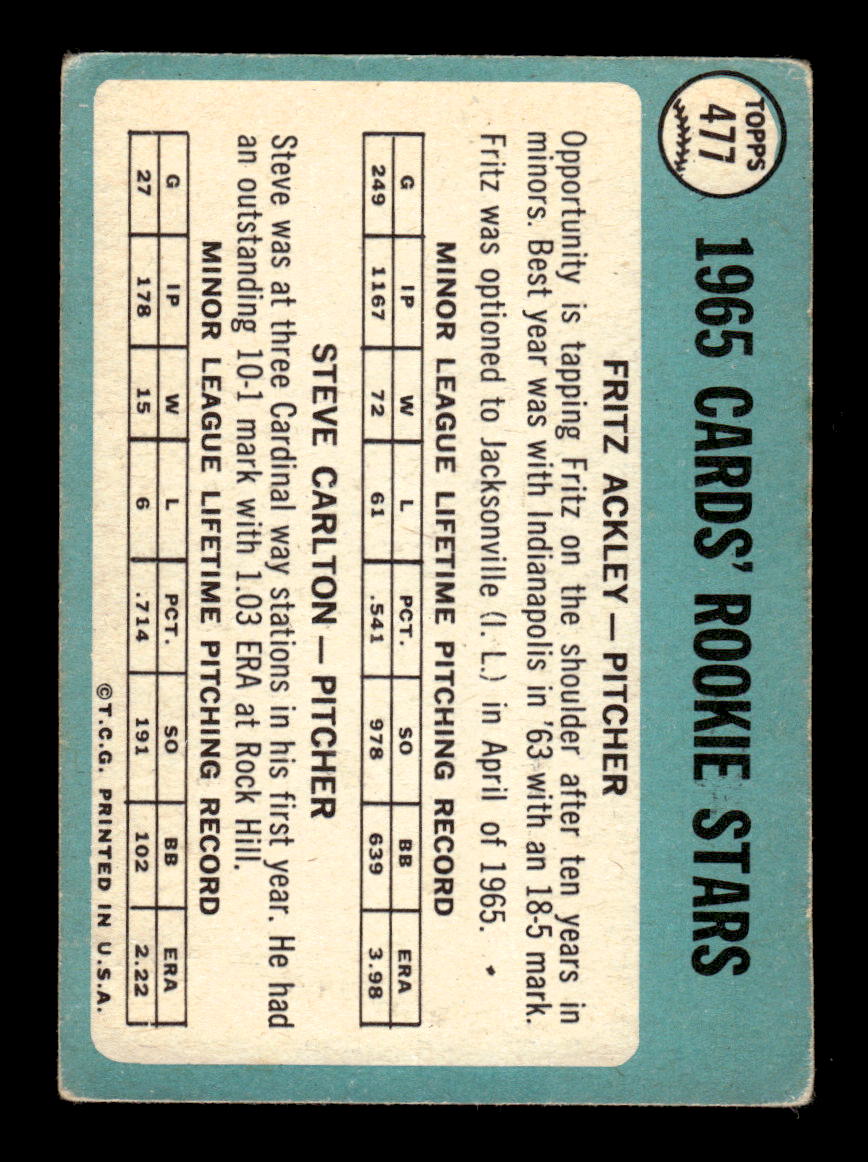 TOPPS
477
1965 CARDS' ROOKIE STARS
FRITZ ACKLEY — PITCHER
Opportunity is tapping Fritz on the shoulder after ten years in
minors. Best year was with Indianapolis in '63 with an 18-5 mark.
Fritz was optioned to Jacksonville (I. L.) in April of 1965.
MINOR LEAGUE LIFETIME PITCHING RECORD
G IP W L PCT. SO BB ERA
249 1167 72 61 .541 978 639 3.98
STEVE CARLTON — PITCHER
Steve was at three Cardinal way stations in his first year. He had
an outstanding 10-1 mark with 1.03 ERA at Rock Hill.
MINOR LEAGUE LIFETIME PITCHING RECORD
G IP W L PCT. SO BB ERA
27 178 15 6 .714 191 102 2.22
©T.C.G. PRINTED IN U.S.A.